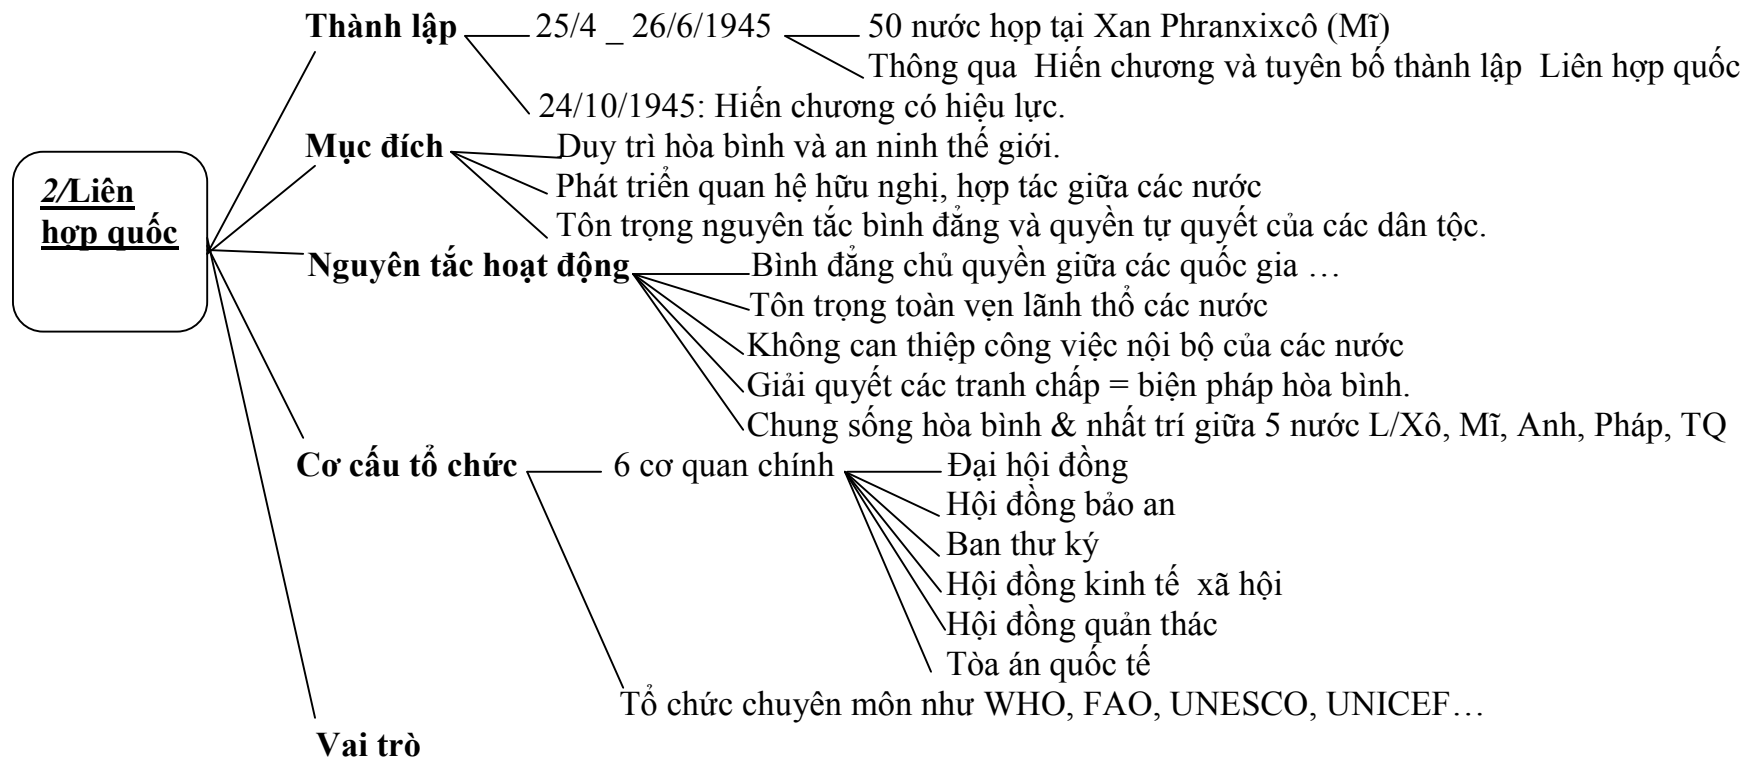 Thành lập 25/4 _ 26/6/1945 50 nước họp tại Xan Phranxixcô (Mĩ)
Thông qua Hiến chương và tuyên bố thành lập Liên hợp quốc
24/10/1945: Hiến chương có hiệu lực.
Mục đích Duy trì hòa bình và an ninh thế giới.
2/Liên
hợp quốc
Phát triển quan hệ hữu nghị, hợp tác giữa các nước
Tôn trọng nguyên tắc bình đẳng và quyền tự quyết của các dân tộc.
Nguyên tắc hoạt động Bình đẳng chủ quyền giữa các quốc gia …
Tôn trọng toàn vẹn lãnh thổ các nước
Không can thiệp công việc nội bộ của các nước
Giải quyết các tranh chấp = biện pháp hòa bình.
Chung sống hòa bình & nhất trí giữa 5 nước L/Xô, Mĩ, Anh, Pháp, TQ
Cơ cấu tổ chức 6 cơ quan chính Đại hội đồng
Hội đồng bảo an
Ban thư ký
Hội đồng kinh tế xã hội
Hội đồng quản thác
Tòa án quốc tế
Tổ chức chuyên môn như WHO, FAO, UNESCO, UNICEF…
Vai trò